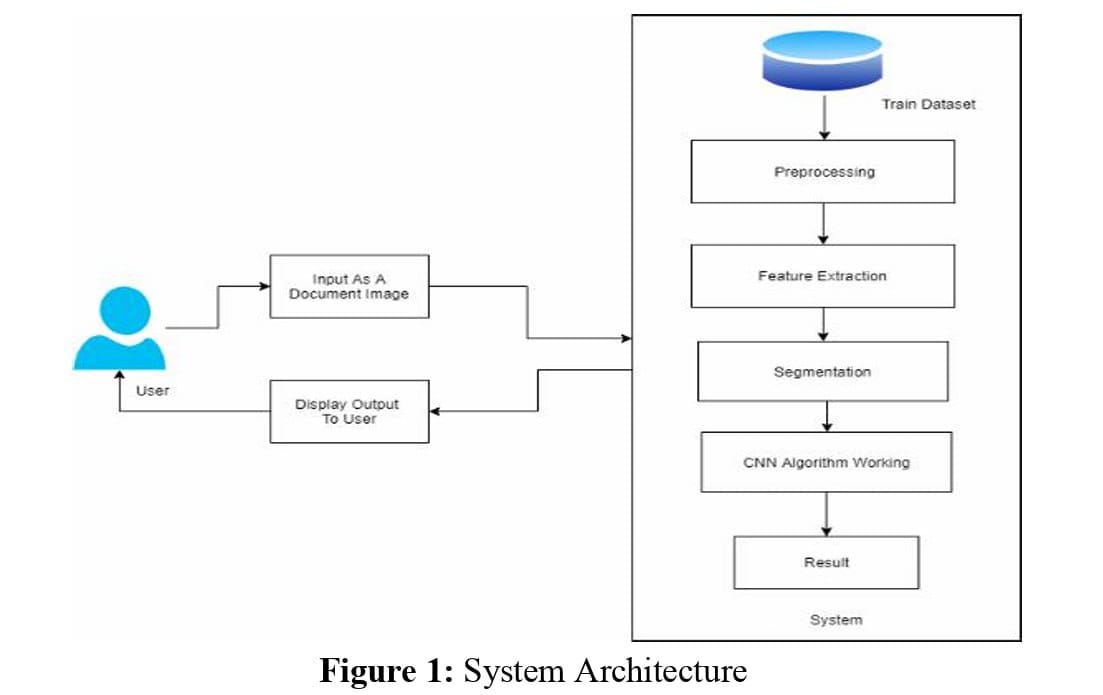 Train Dataset
Preprocessing
Feature Extraction
Segmentation
CNN Algorithm Working
Result
System
Input As A
Document Image
User
Display Output
To User
Figure 1: System Architecture